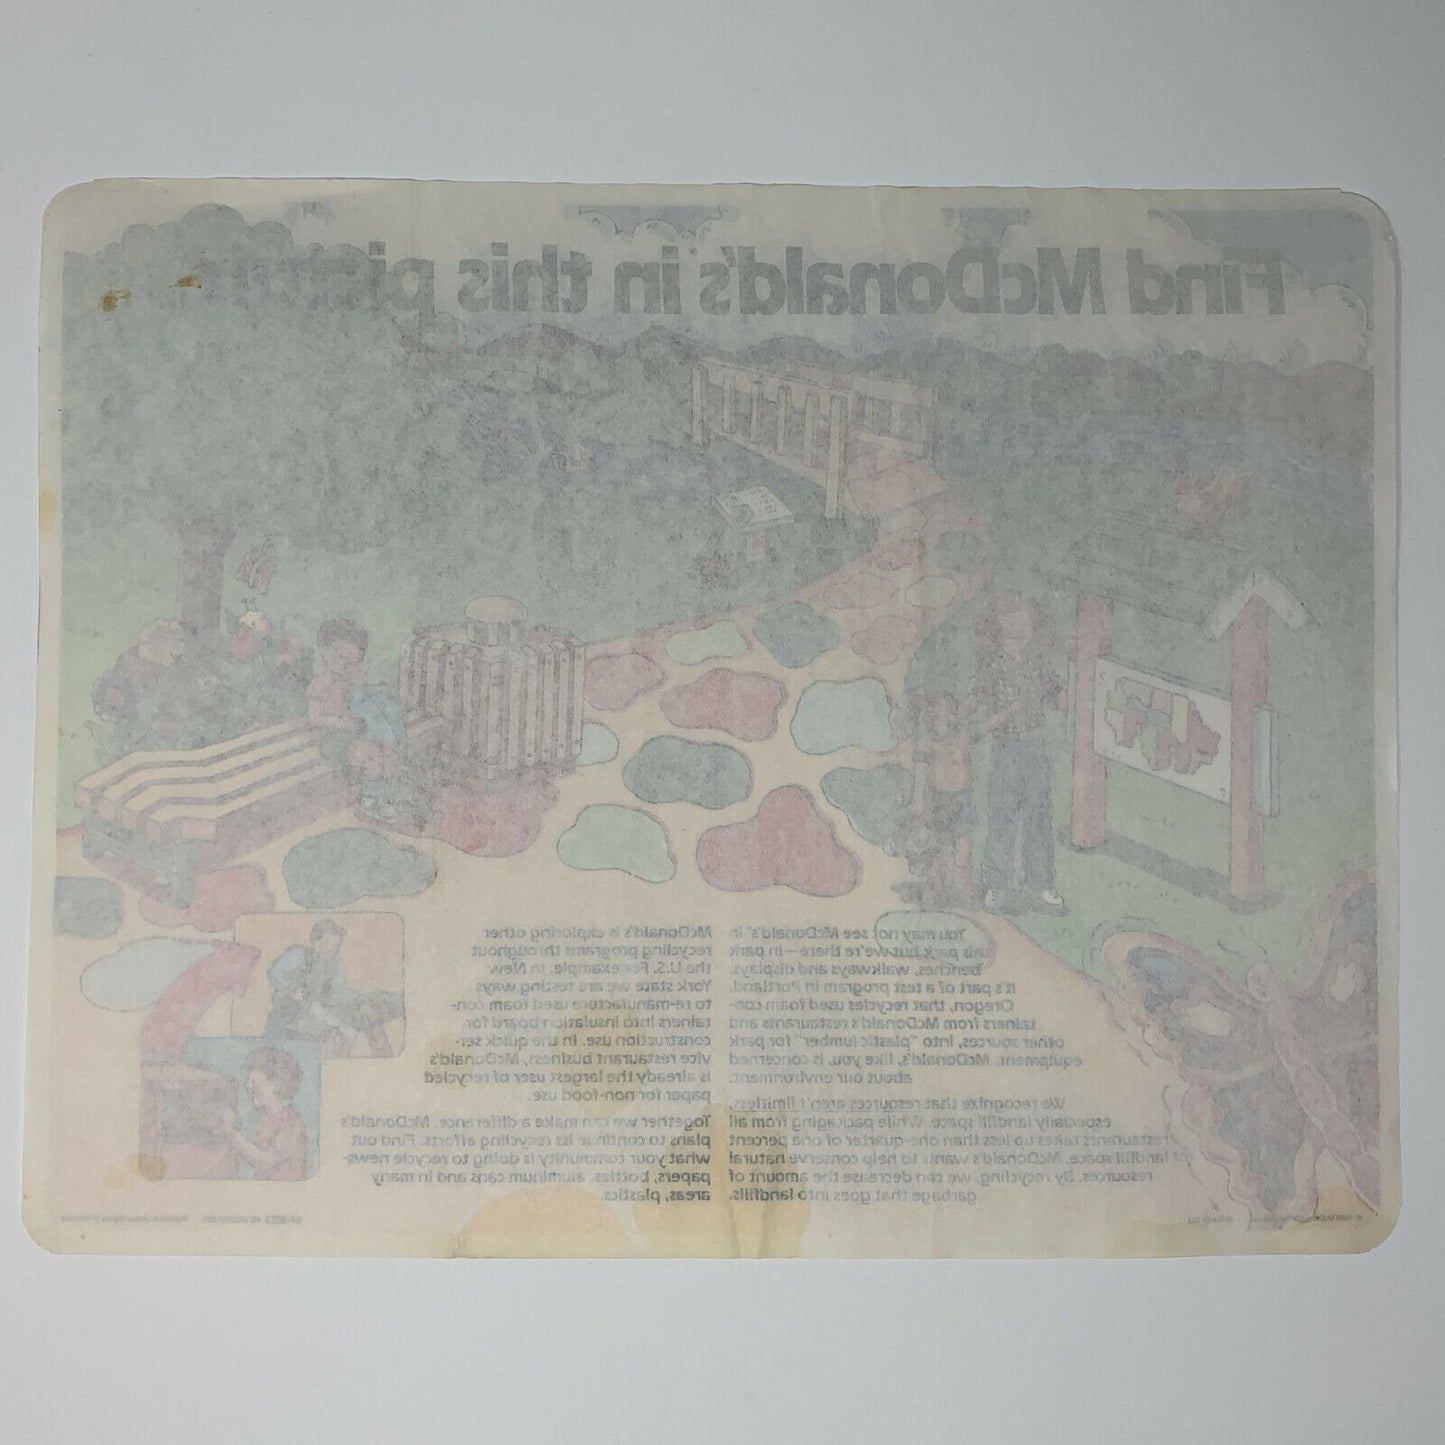 Find McDonald's in this picture
You may not see McDonald's® in
this park but we're there—in park
benches, walkways and displays.
It's part of a test program in Portland,
Oregon, that recycles used foam con-
tainers from McDonald's restaurants and
other sources, into "plastic lumber" for park
equipment. McDonald's, like you, is concerned
about our environment.
We recognize that resources aren't limitless,
especially landfill space. While packaging from all
restaurants takes up less than one-quarter of one percent
of landfill space, McDonald's wants to help conserve natural
resources. By recycling, we can decrease the amount of
garbage that goes into landfills.
McDonald's is exploring other
recycling programs throughout
the U.S. For example, in New
York state we are testing ways
to re-manufacture used foam con-
tainers into insulation board for
construction use. In the quick ser-
vice restaurant business, McDonald's
is already the largest user of recycled
paper for non-food use.
Together we can make a difference. McDonald's
plans to continue its recycling efforts. Find out
what your community is doing to recycle news-
papers, bottles, aluminum cans and in many
areas, plastics.